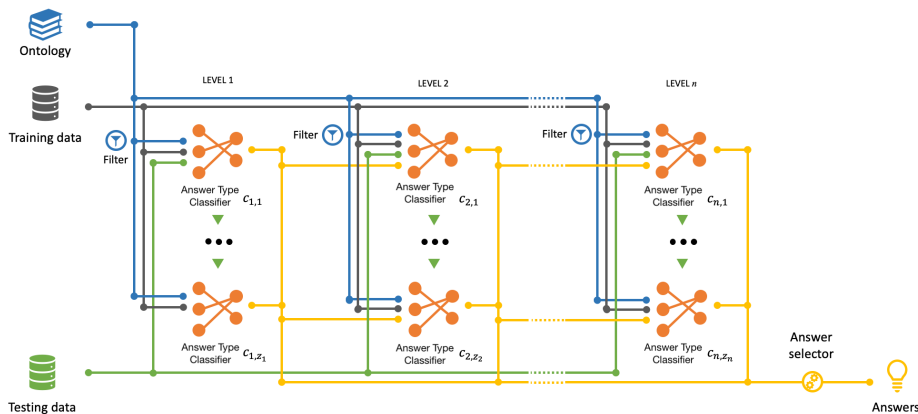 Ontology
LEVEL 1
LEVEL 2
LEVEL n
Training data
Filter
Filter
Filter
Answer Type
Classifier
c1,1
Answer Type
Classifier
c2,1
Answer Type
Classifier
cn,1
Answer Type
Classifier
c1,z1
Answer Type
Classifier
c2,z2
Answer Type
Classifier
cn,zn
Answer
selector
Testing data
Answers